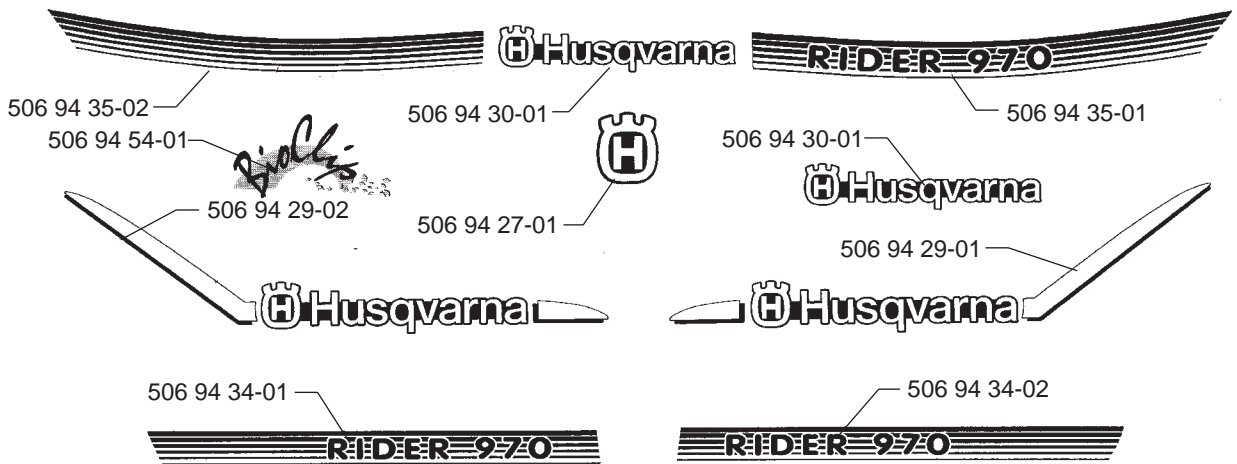 H Husqvarna
RIDER 970
506 94 35-02
506 94 30-01
506 94 35-01
506 94 54-01
BioClip
H
506 94 30-01
H Husqvarna
506 94 29-02
506 94 27-01
506 94 29-01
H Husqvarna
H Husqvarna
506 94 34-01
506 94 34-02
RIDER 970
RIDER 970